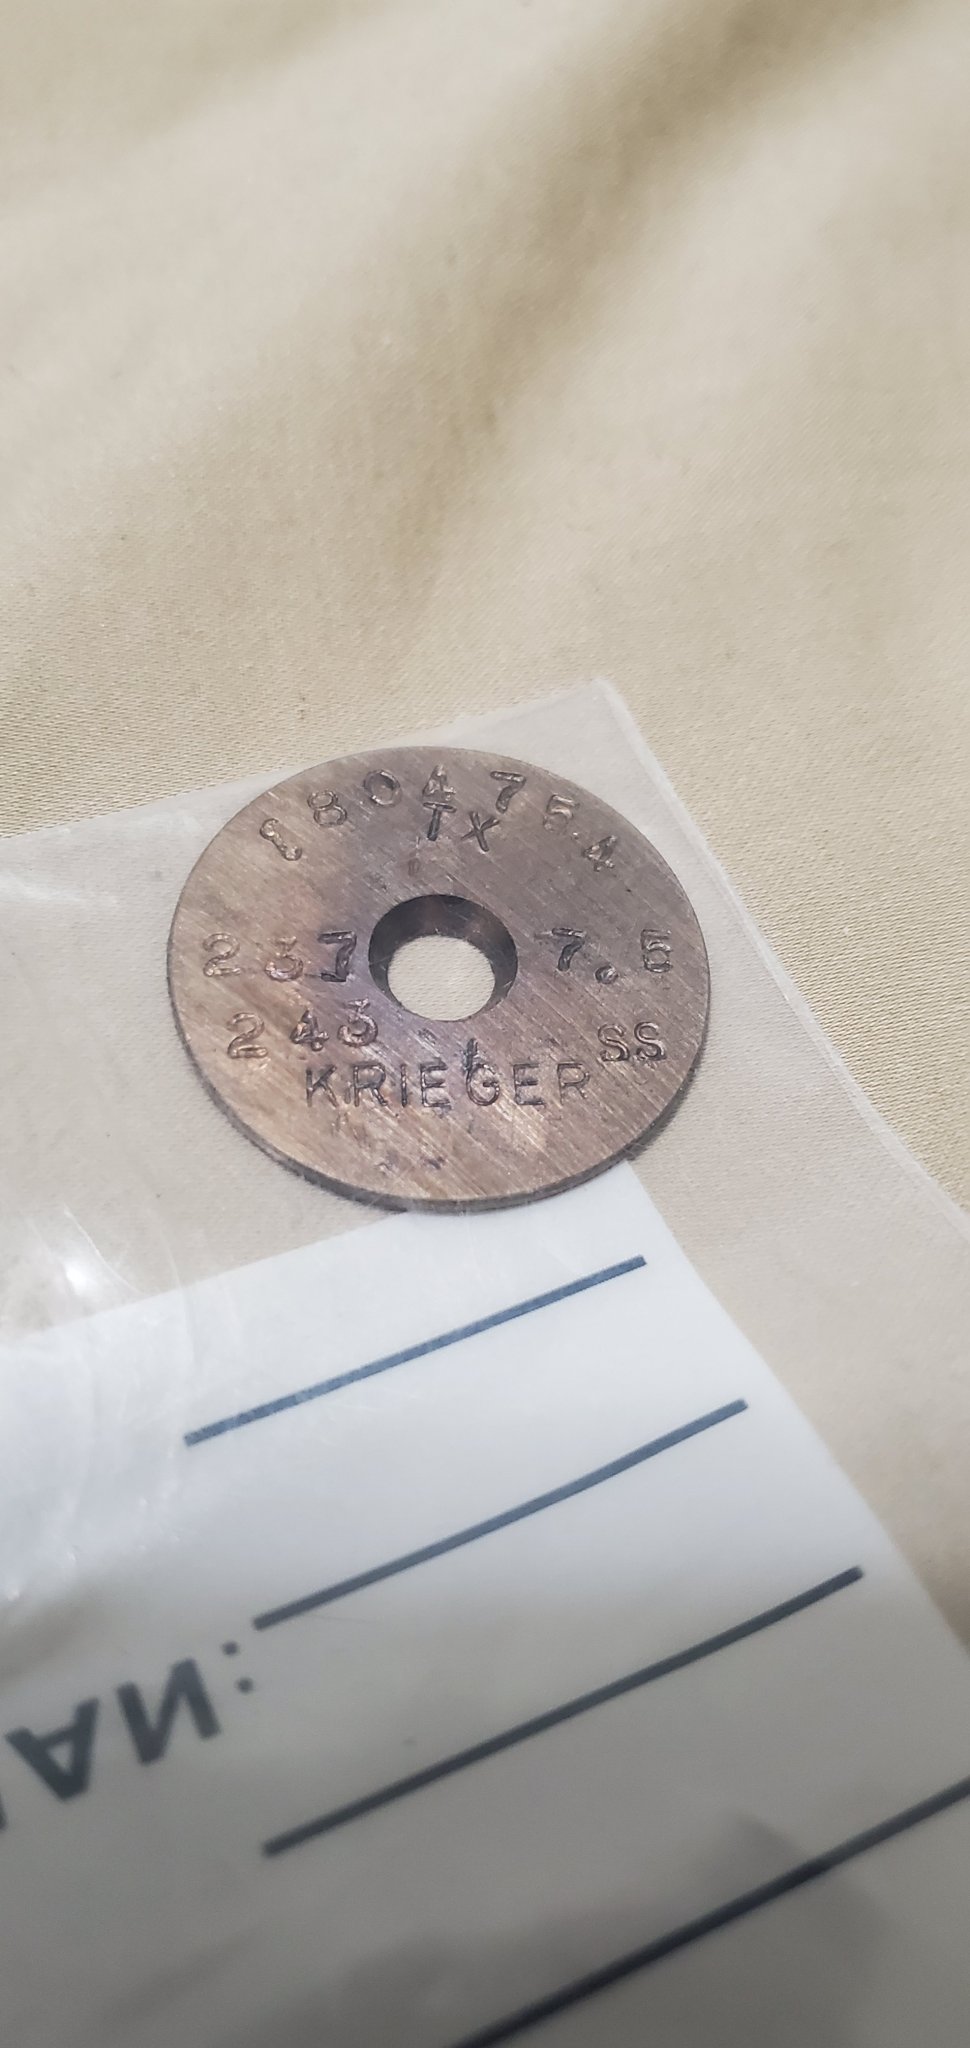 1804754
TX
237 7.5
243 SS
KRIEGER